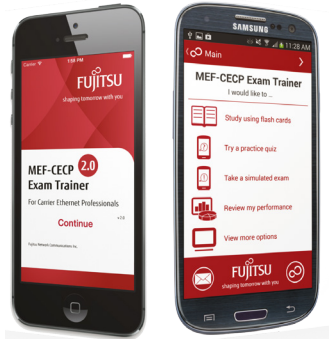 Carrier
1:58 PM
FUJITSU
shaping tomorrow with you
MEF-CECP 2.0
Exam Trainer
For Carrier Ethernet Professionals
Continue
Fujitsu Network Communications Inc.
SAMSUNG
11:28 AM
Main
MEF-CECP Exam Trainer
I would like to ...
Study using flash cards
Try a practice quiz
Take a simulated exam
Review my performance
View more options
FUJITSU
shaping tomorrow with you